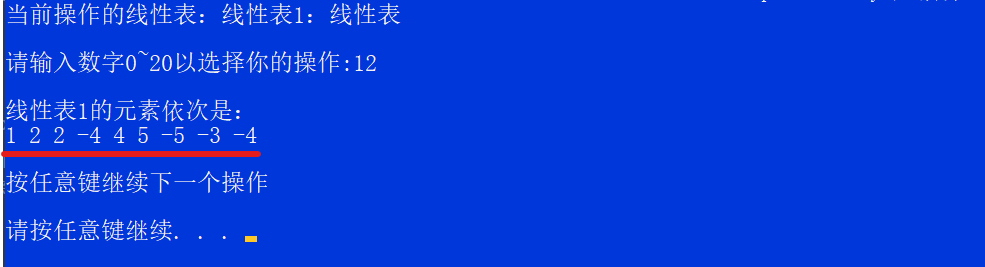 当前操作的线性表：线性表1：线性表
请输入数字0~20以选择你的操作:12
线性表1的元素依次是：
1 2 2 -4 4 5 -5 -3 -4
按任意键继续下一个操作
请按任意键继续. . .